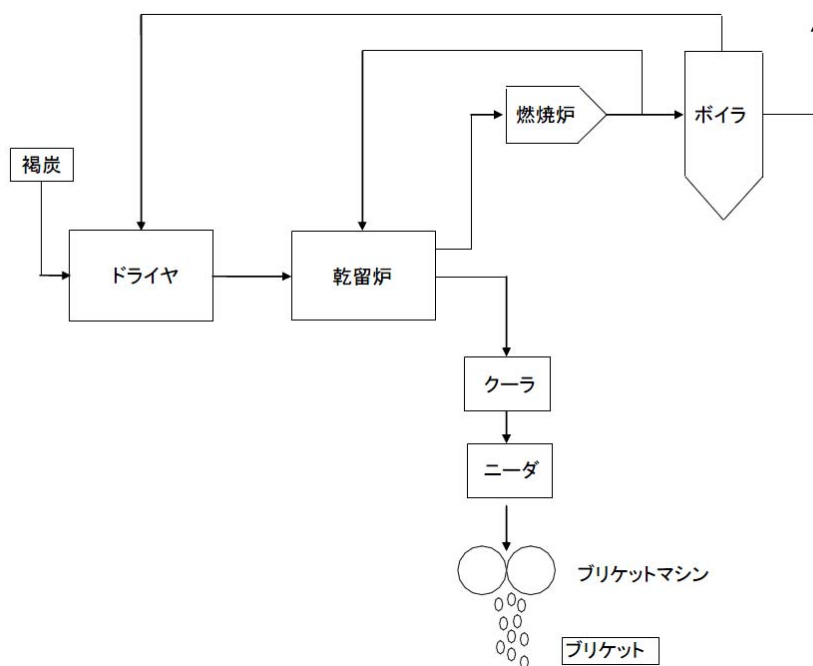 燃焼炉
ボイラ
褐炭
ドライヤ
乾留炉
クーラ
ニーダ
ブリケットマシン
ブリケット